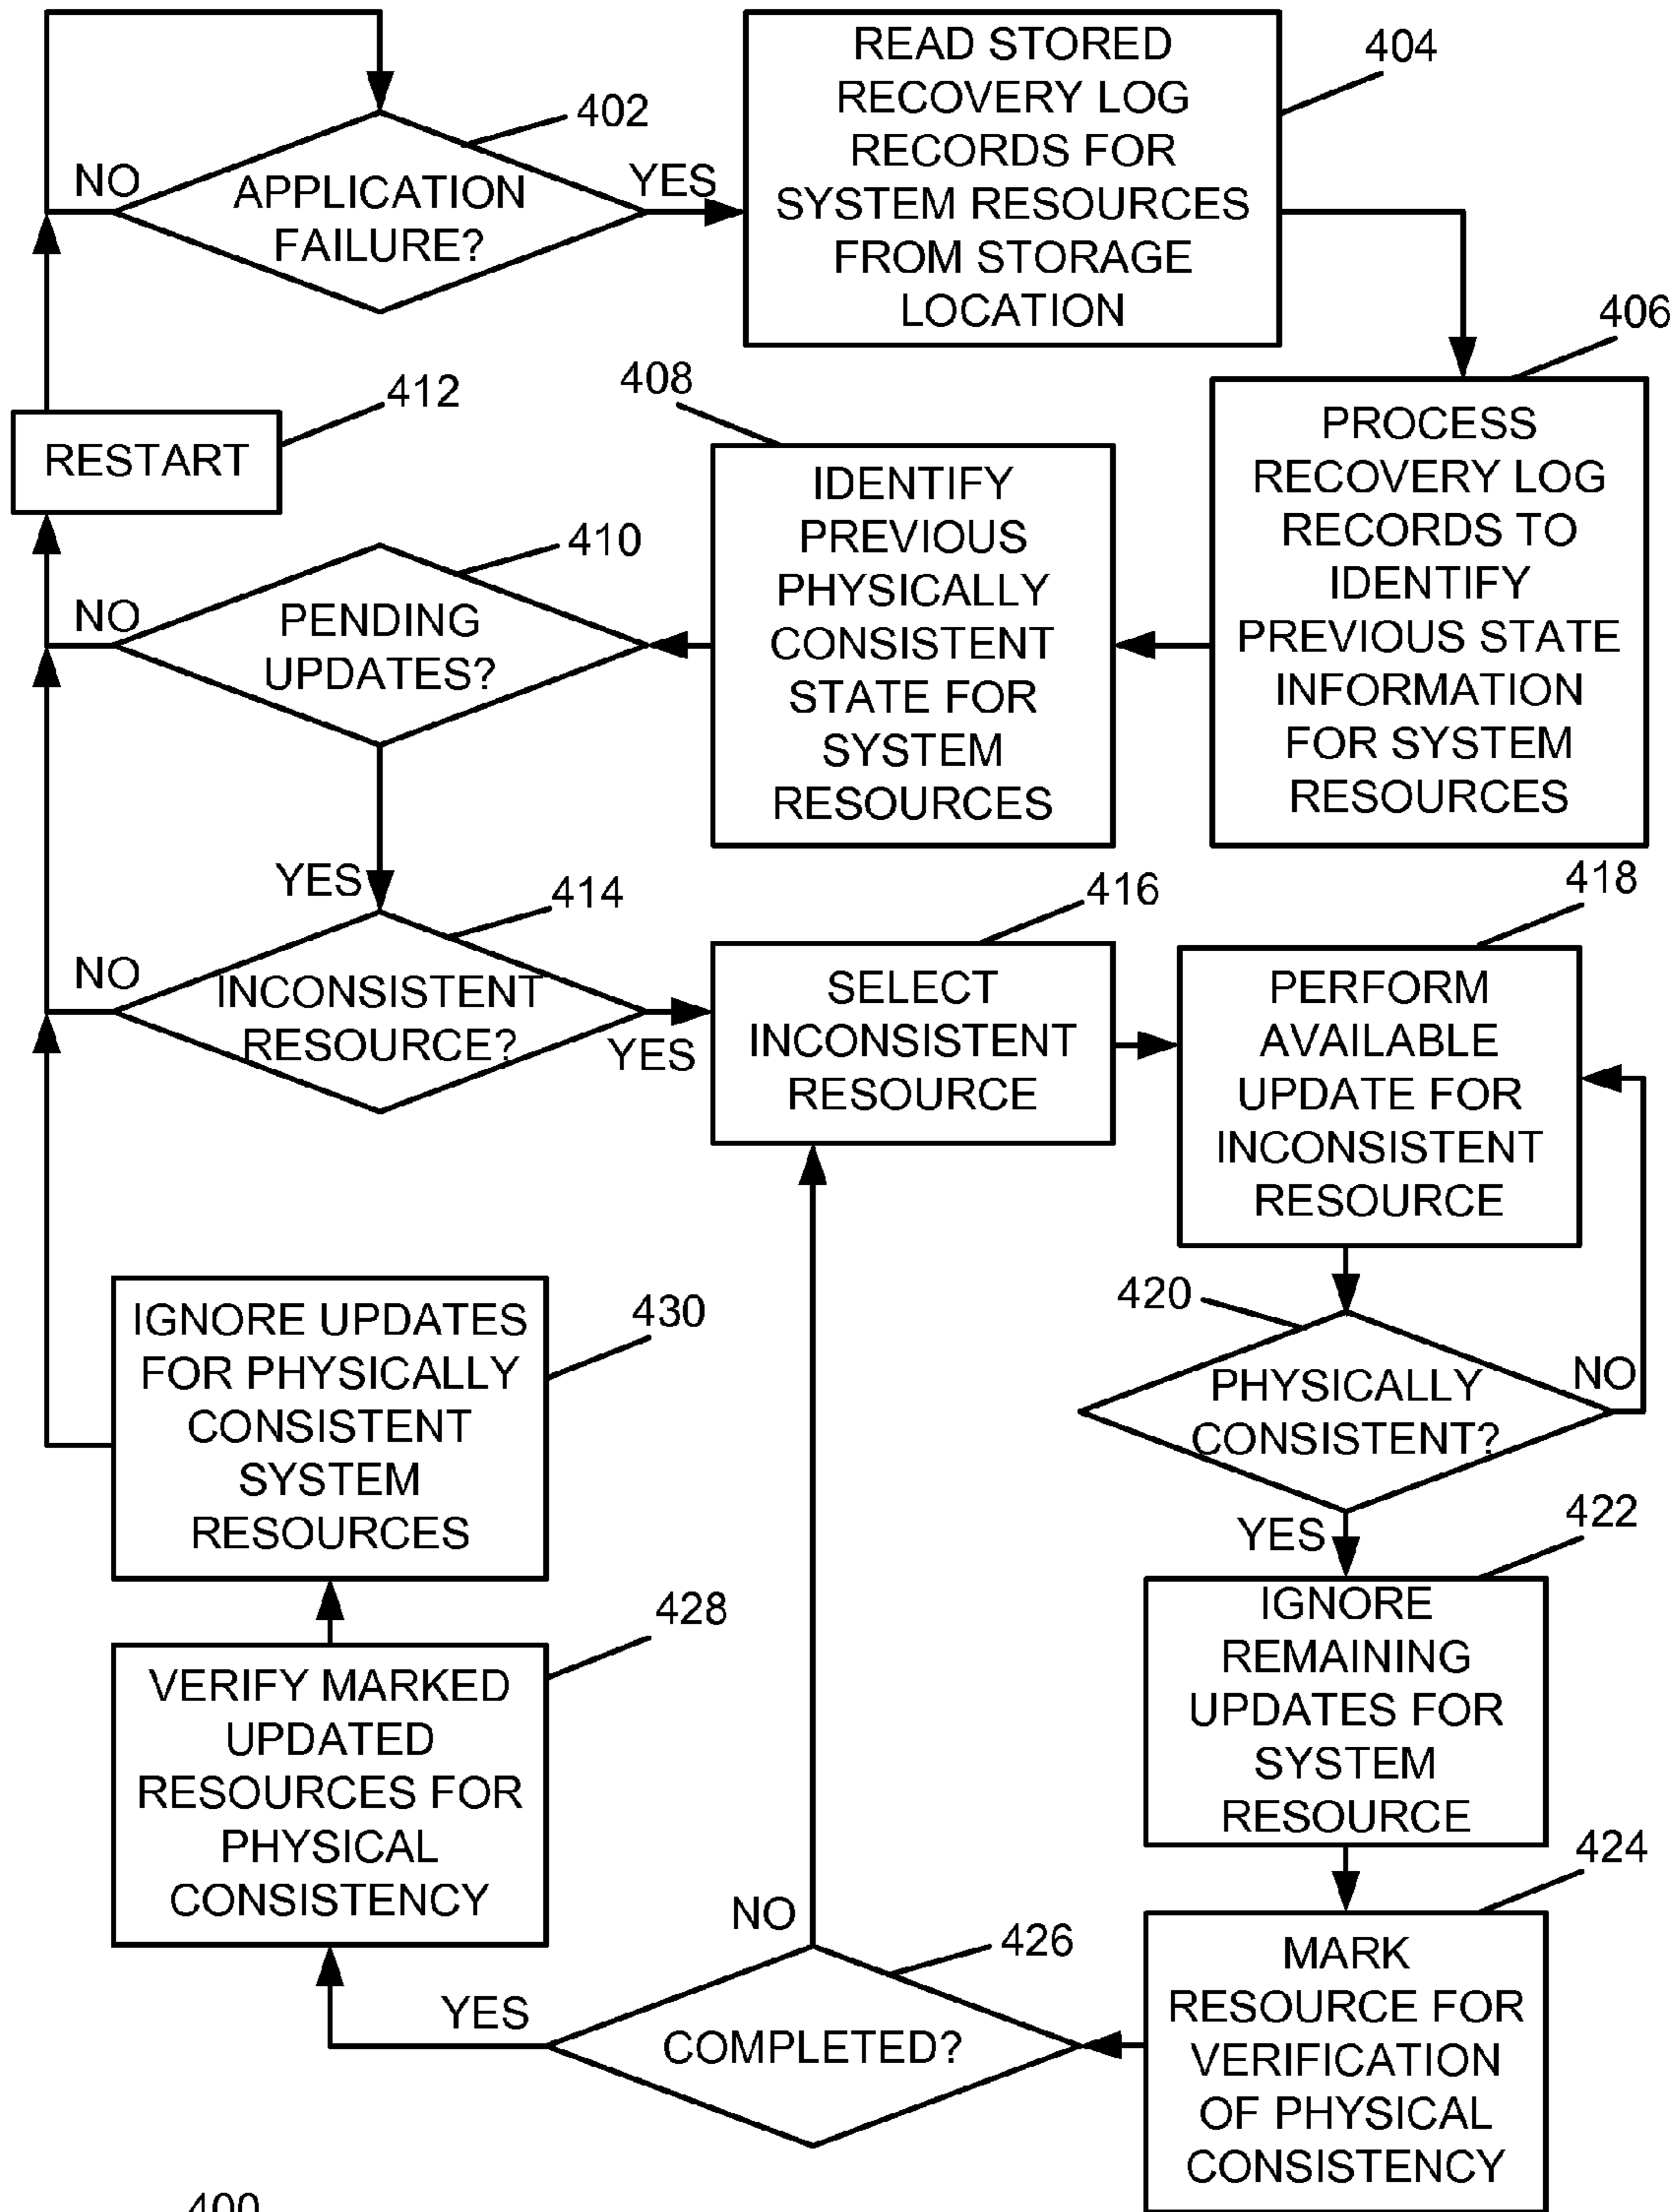 READ STORED
RECOVERY LOG
RECORDS FOR
SYSTEM RESOURCES
FROM STORAGE
LOCATION
404
402
NO
APPLICATION
FAILURE?
YES
406
PROCESS
RECOVERY LOG
RECORDS TO
IDENTIFY
PREVIOUS STATE
INFORMATION
FOR SYSTEM
RESOURCES
408
IDENTIFY
PREVIOUS
PHYSICALLY
CONSISTENT
STATE FOR
SYSTEM
RESOURCES
412
RESTART
410
NO
PENDING
UPDATES?
YES
414
NO
INCONSISTENT
RESOURCE?
YES
416
SELECT
INCONSISTENT
RESOURCE
418
PERFORM
AVAILABLE
UPDATE FOR
INCONSISTENT
RESOURCE
420
PHYSICALLY
CONSISTENT?
NO
YES
422
IGNORE
REMAINING
UPDATES FOR
SYSTEM
RESOURCE
424
MARK
RESOURCE FOR
VERIFICATION
OF PHYSICAL
CONSISTENCY
426
NO
COMPLETED?
YES
428
VERIFY MARKED
UPDATED
RESOURCES FOR
PHYSICAL
CONSISTENCY
430
IGNORE UPDATES
FOR PHYSICALLY
CONSISTENT
SYSTEM
RESOURCES
400